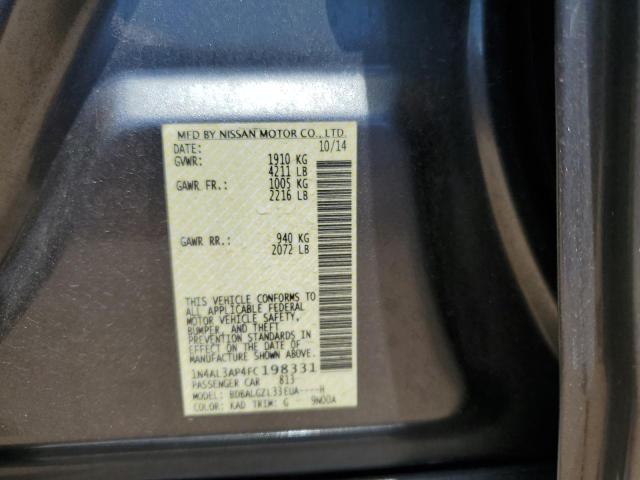 MFD BY NISSAN MOTOR CO., LTD.
DATE: 10/14
GVWR: 1910 KG
4211 LB
GAWR FR.: 1005 KG
2216 LB
GAWR RR.: 940 KG
2072 LB
THIS VEHICLE CONFORMS TO
ALL APPLICABLE FEDERAL
MOTOR VEHICLE SAFETY,
BUMPER, AND THEFT
PREVENTION STANDARDS IN
EFFECT ON THE DATE OF
MANUFACTURE SHOWN ABOVE.
1N4AL3AP4FC198331
PASSENGER CAR 813
MODEL: BDBALGZL33EUA----H
COLOR: KAD TRIM: G 9N00A